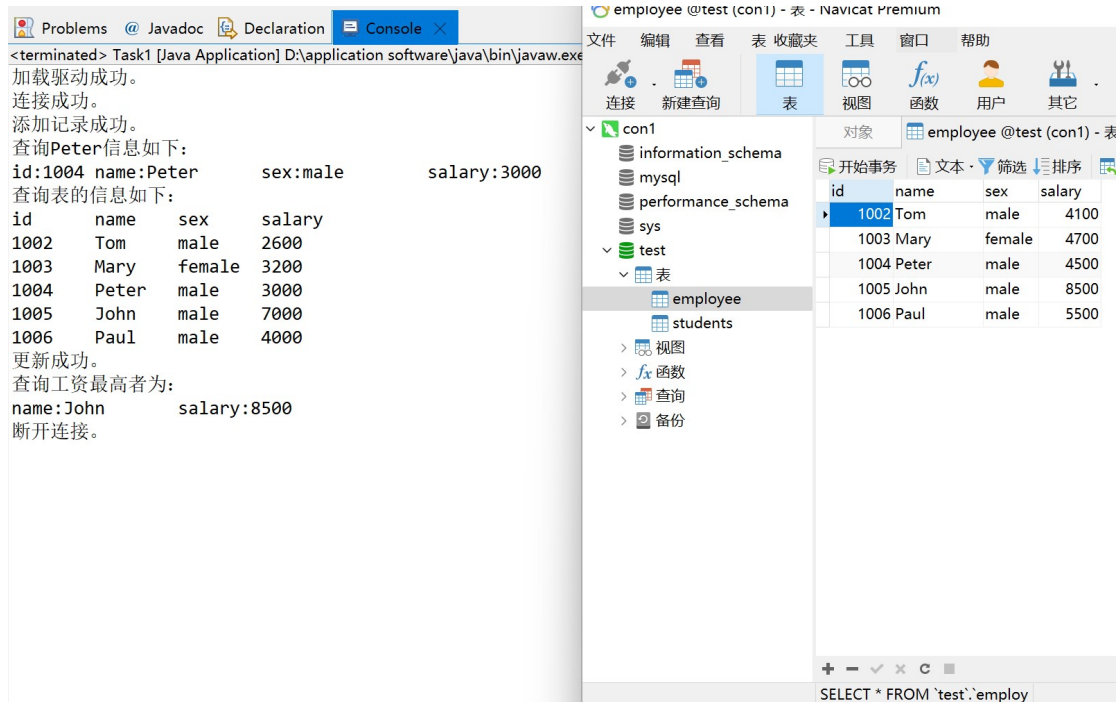 Problems @ Javadoc Declaration Console
<terminated> Task1 [Java Application] D:\application software\java\bin\javaw.exe
加载驱动成功。
连接成功。
添加记录成功。
查询Peter信息如下:
id:1004 name:Peter sex:male salary:3000
查询表的信息如下:
id name sex salary
1002 Tom male 2600
1003 Mary female 3200
1004 Peter male 3000
1005 John male 7000
1006 Paul male 4000
更新成功。
查询工资最高者为:
name:John salary:8500
断开连接。
employee @test (con1) - 表 - Navicat Premium
文件 编辑 查看 表 收藏夹 工具 窗口 帮助
连接 新建查询 表 视图 函数 用户 其它
con1
information_schema
mysql
performance_schema
sys
test
表
employee
students
视图
函数
查询
备份
对象 employee @test (con1) - 表
开始事务 文本 筛选 排序
id name sex salary
1002 Tom male 4100
1003 Mary female 4700
1004 Peter male 4500
1005 John male 8500
1006 Paul male 5500
SELECT * FROM `test`.`employ